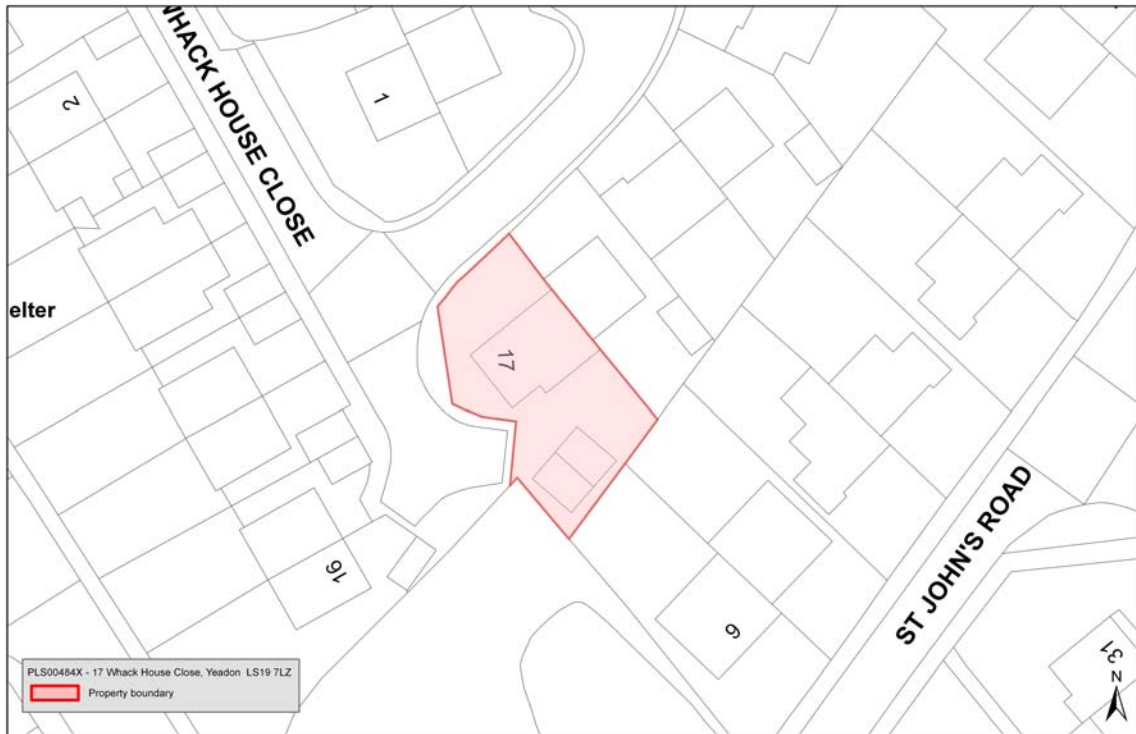 WHACK HOUSE CLOSE
2
1
elter
17
16
9
ST JOHN'S ROAD
31
N
PLS00484X - 17 Whack House Close, Yeadon LS19 7LZ
Property boundary